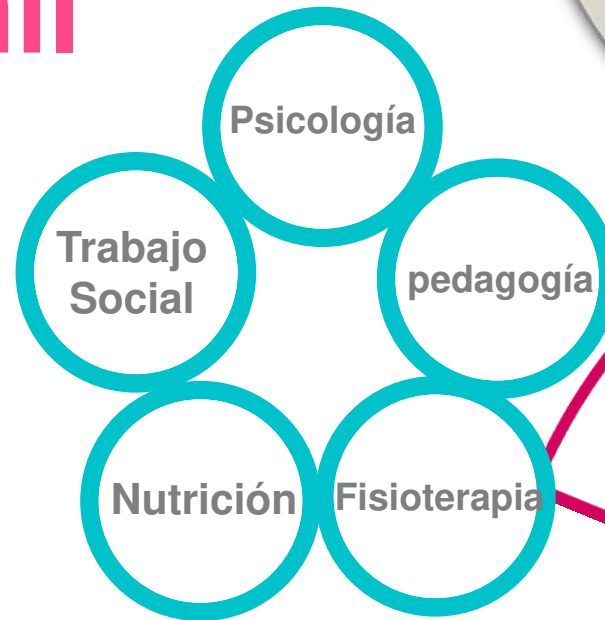 Psicología
Trabajo
Social
pedagogía
Nutrición
Fisioterapia